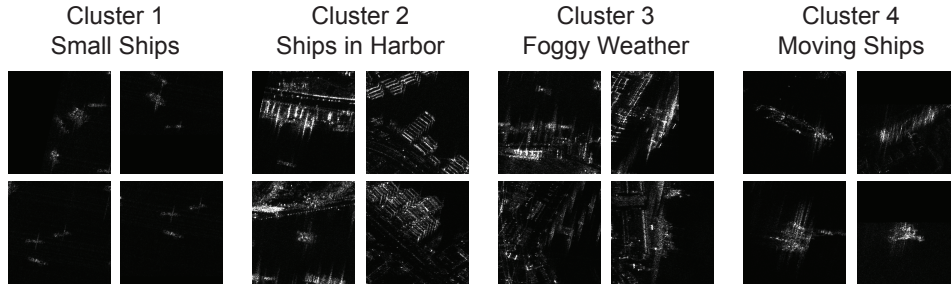 Cluster 1
Small Ships
Cluster 2
Ships in Harbor
Cluster 3
Foggy Weather
Cluster 4
Moving Ships